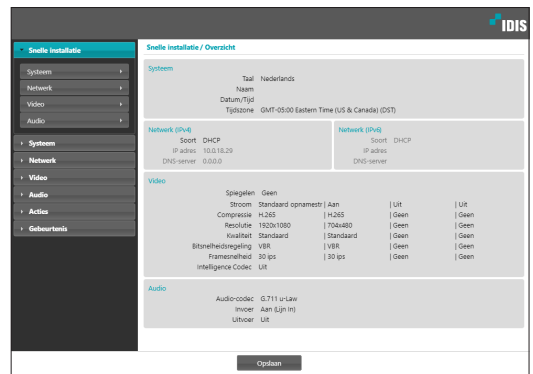 IDIS
Snelle installatie
Systeem
Netwerk
Video
Audio
Systeem
Netwerk
Video
Audio
Acties
Gebeurtenis
Snelle installatie / Overzicht
Systeem
Taal Nederlands
Naam
Datum/Tijd
Tijdszone GMT-05:00 Eastern Time (US & Canada) (DST)
Netwerk (IPv4)
Soort DHCP
IP adres 10.0.18.29
DNS-server 0.0.0.0
Netwerk (IPv6)
Soort DHCP
IP adres
DNS-server
Video
Spiegelen Geen
Stroom Standaard opnamestr | Aan | Uit | Uit
Compressie H.265 | H.265 | Geen | Geen
Resolutie 1920x1080 | 704x480 | Geen | Geen
Kwaliteit Standaard | Standaard | Geen | Geen
Bitsnelheidsregeling VBR | VBR | Geen | Geen
Framesnelheid 30 ips | 30 ips | Geen | Geen
Intelligence Codec Uit
Audio
Audio-codec G.711 u-Law
Invoer Aan (Lijn In)
Uitvoer Uit
Opslaan